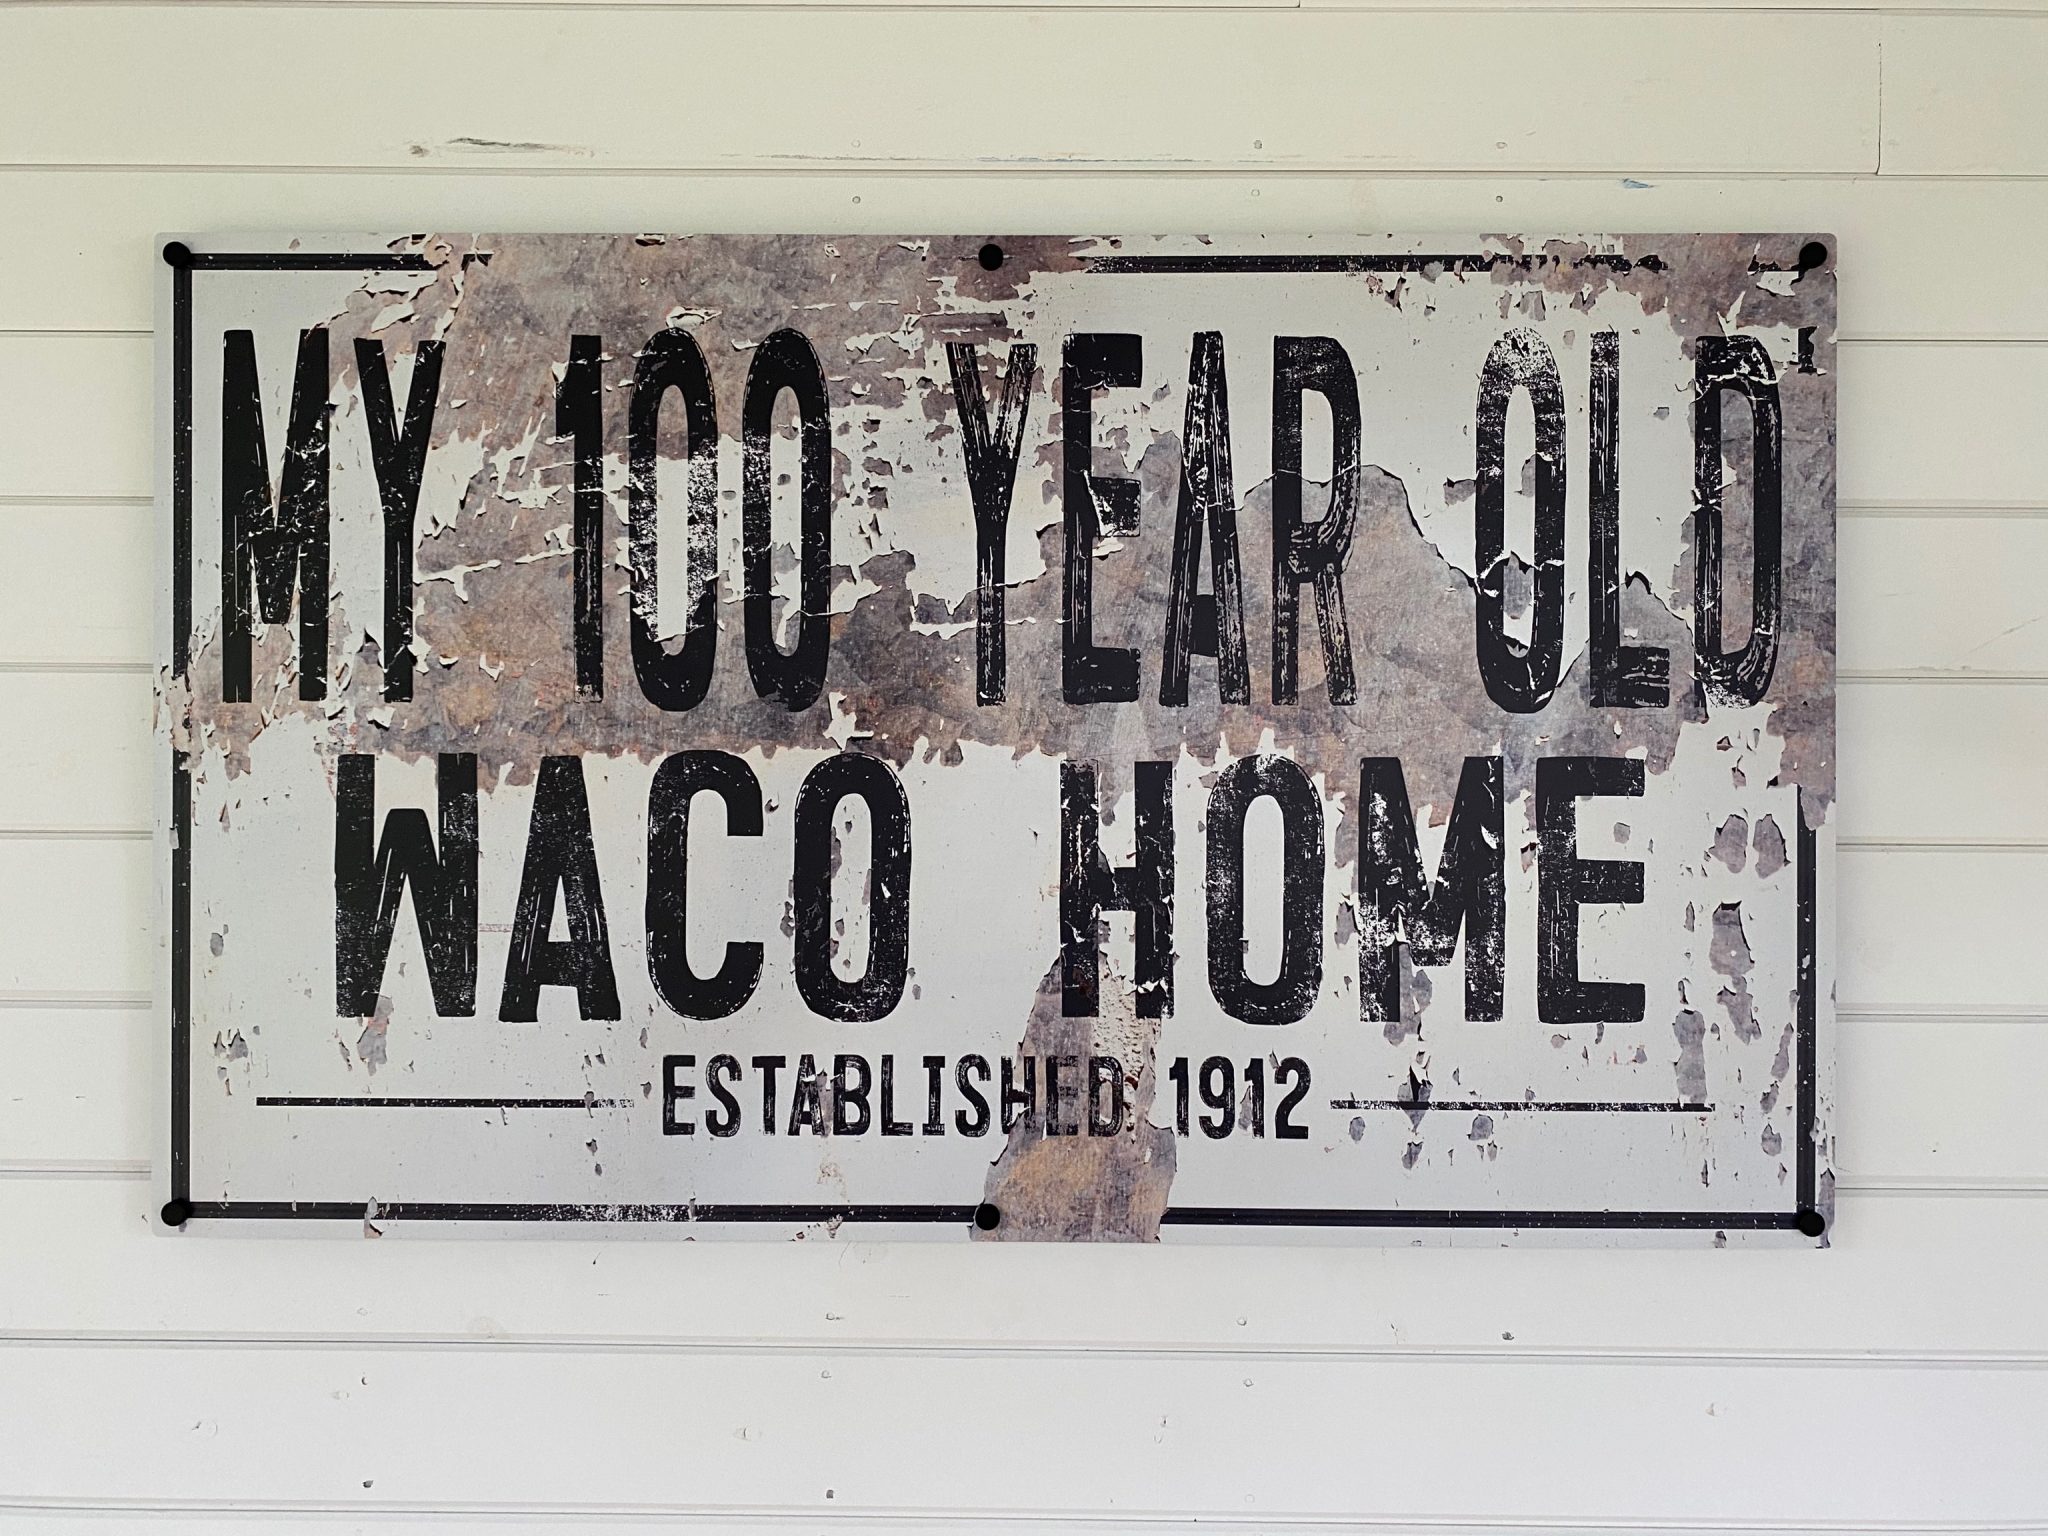 MY 100 YEAR OLD
WACO HOME
ESTABLISHED 1912